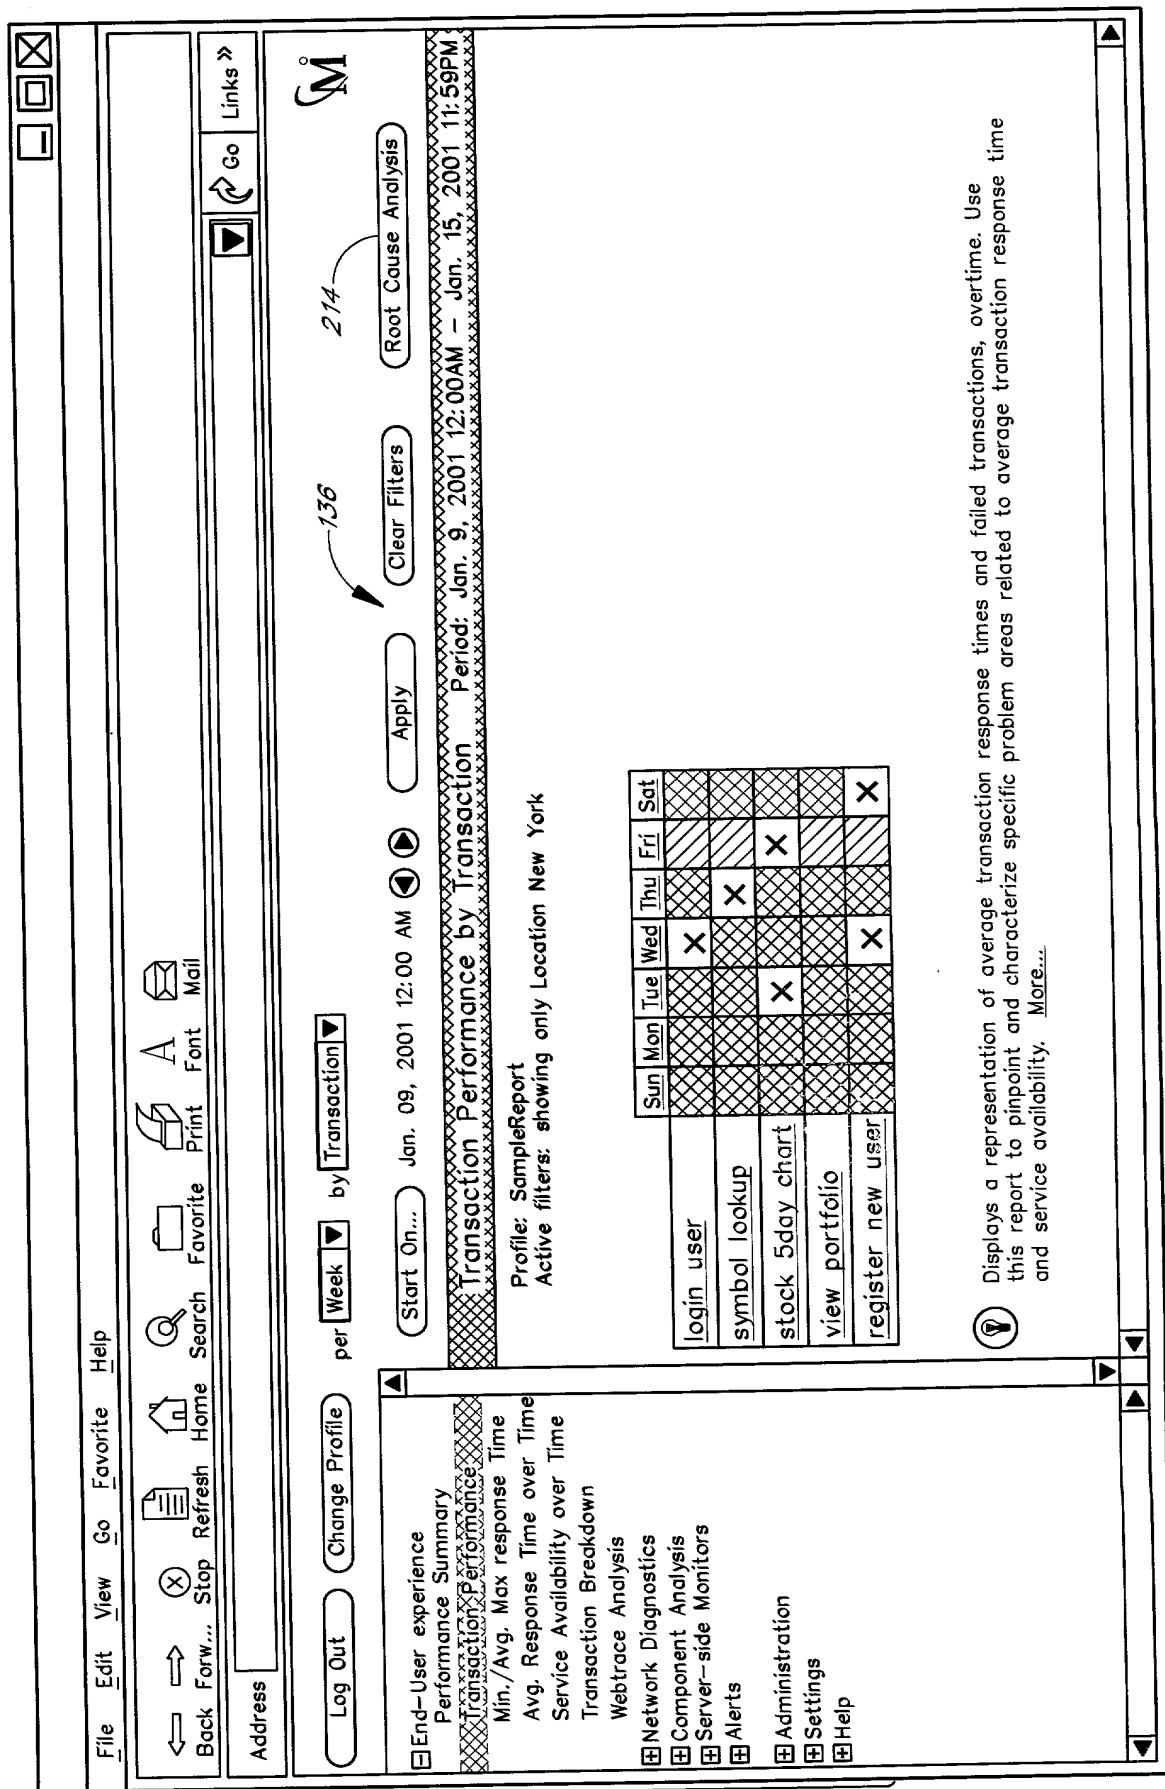 File Edit View Go Favorite Help
Back Forw... Stop Refresh Home Search Favorite Print Font Mail
Address
Go Links »
Log Out Change Profile per Week by Transaction
M
214
136
Start On... Jan. 09, 2001 12:00 AM Apply Clear Filters Root Cause Analysis
Transaction Performance by Transaction Period: Jan. 9, 2001 12:00AM – Jan. 15, 2001 11:59PM
End–User experience
Performance Summary
Transaction Performance
Min./Avg. Max response Time
Avg. Response Time over Time
Service Availability over Time
Transaction Breakdown
Webtrace Analysis
Network Diagnostics
Component Analysis
Server–side Monitors
Alerts
Administration
Settings
Help
Profile: SampleReport
Active filters: showing only Location New York
Sun Mon Tue Wed Thu Fri Sat
login user
symbol lookup
stock 5day chart
view portfolio
register new user
Displays a representation of average transaction response times and failed transactions, overtime. Use
this report to pinpoint and characterize specific problem areas related to average transaction response time
and service availability. More...